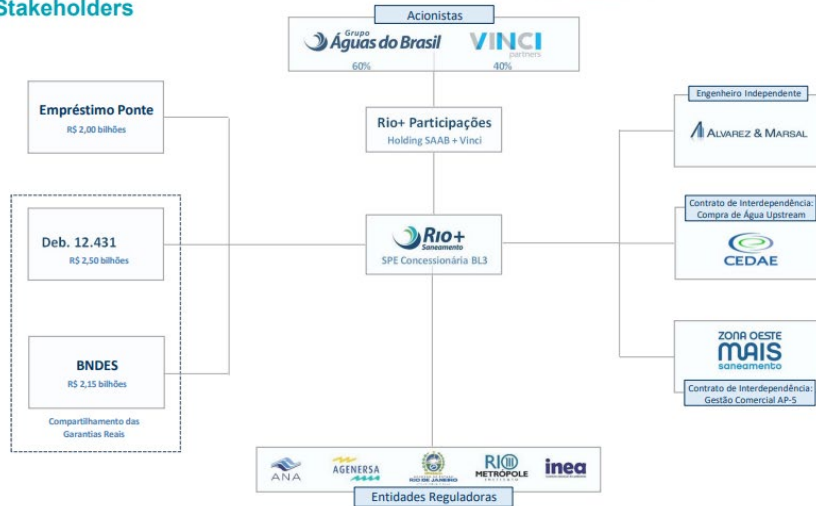 Stakeholders
Acionistas
Grupo
Águas do Brasil
VINCI
partners
60%
40%
Empréstimo Ponte
R$ 2,00 bilhões
Rio+ Participações
Holding SAAB + Vinci
Engenheiro Independente
ALVAREZ & MARSAL
Deb. 12.431
R$ 2,50 bilhões
Rio+
Saneamento
SPE Concessionária BL3
Contrato de Interdependência:
Compra de Água Upstream
CEDAE
BNDES
R$ 2,15 bilhões
Compartilhamento das
Garantias Reais
ZONA OESTE
MAIS
saneamento
Contrato de Interdependência:
Gestão Comercial AP-5
ANA
AGENERSA
RIO DE JANEIRO
RIO
METRÓPOLE
INSTITUTO
inea
Entidades Reguladoras